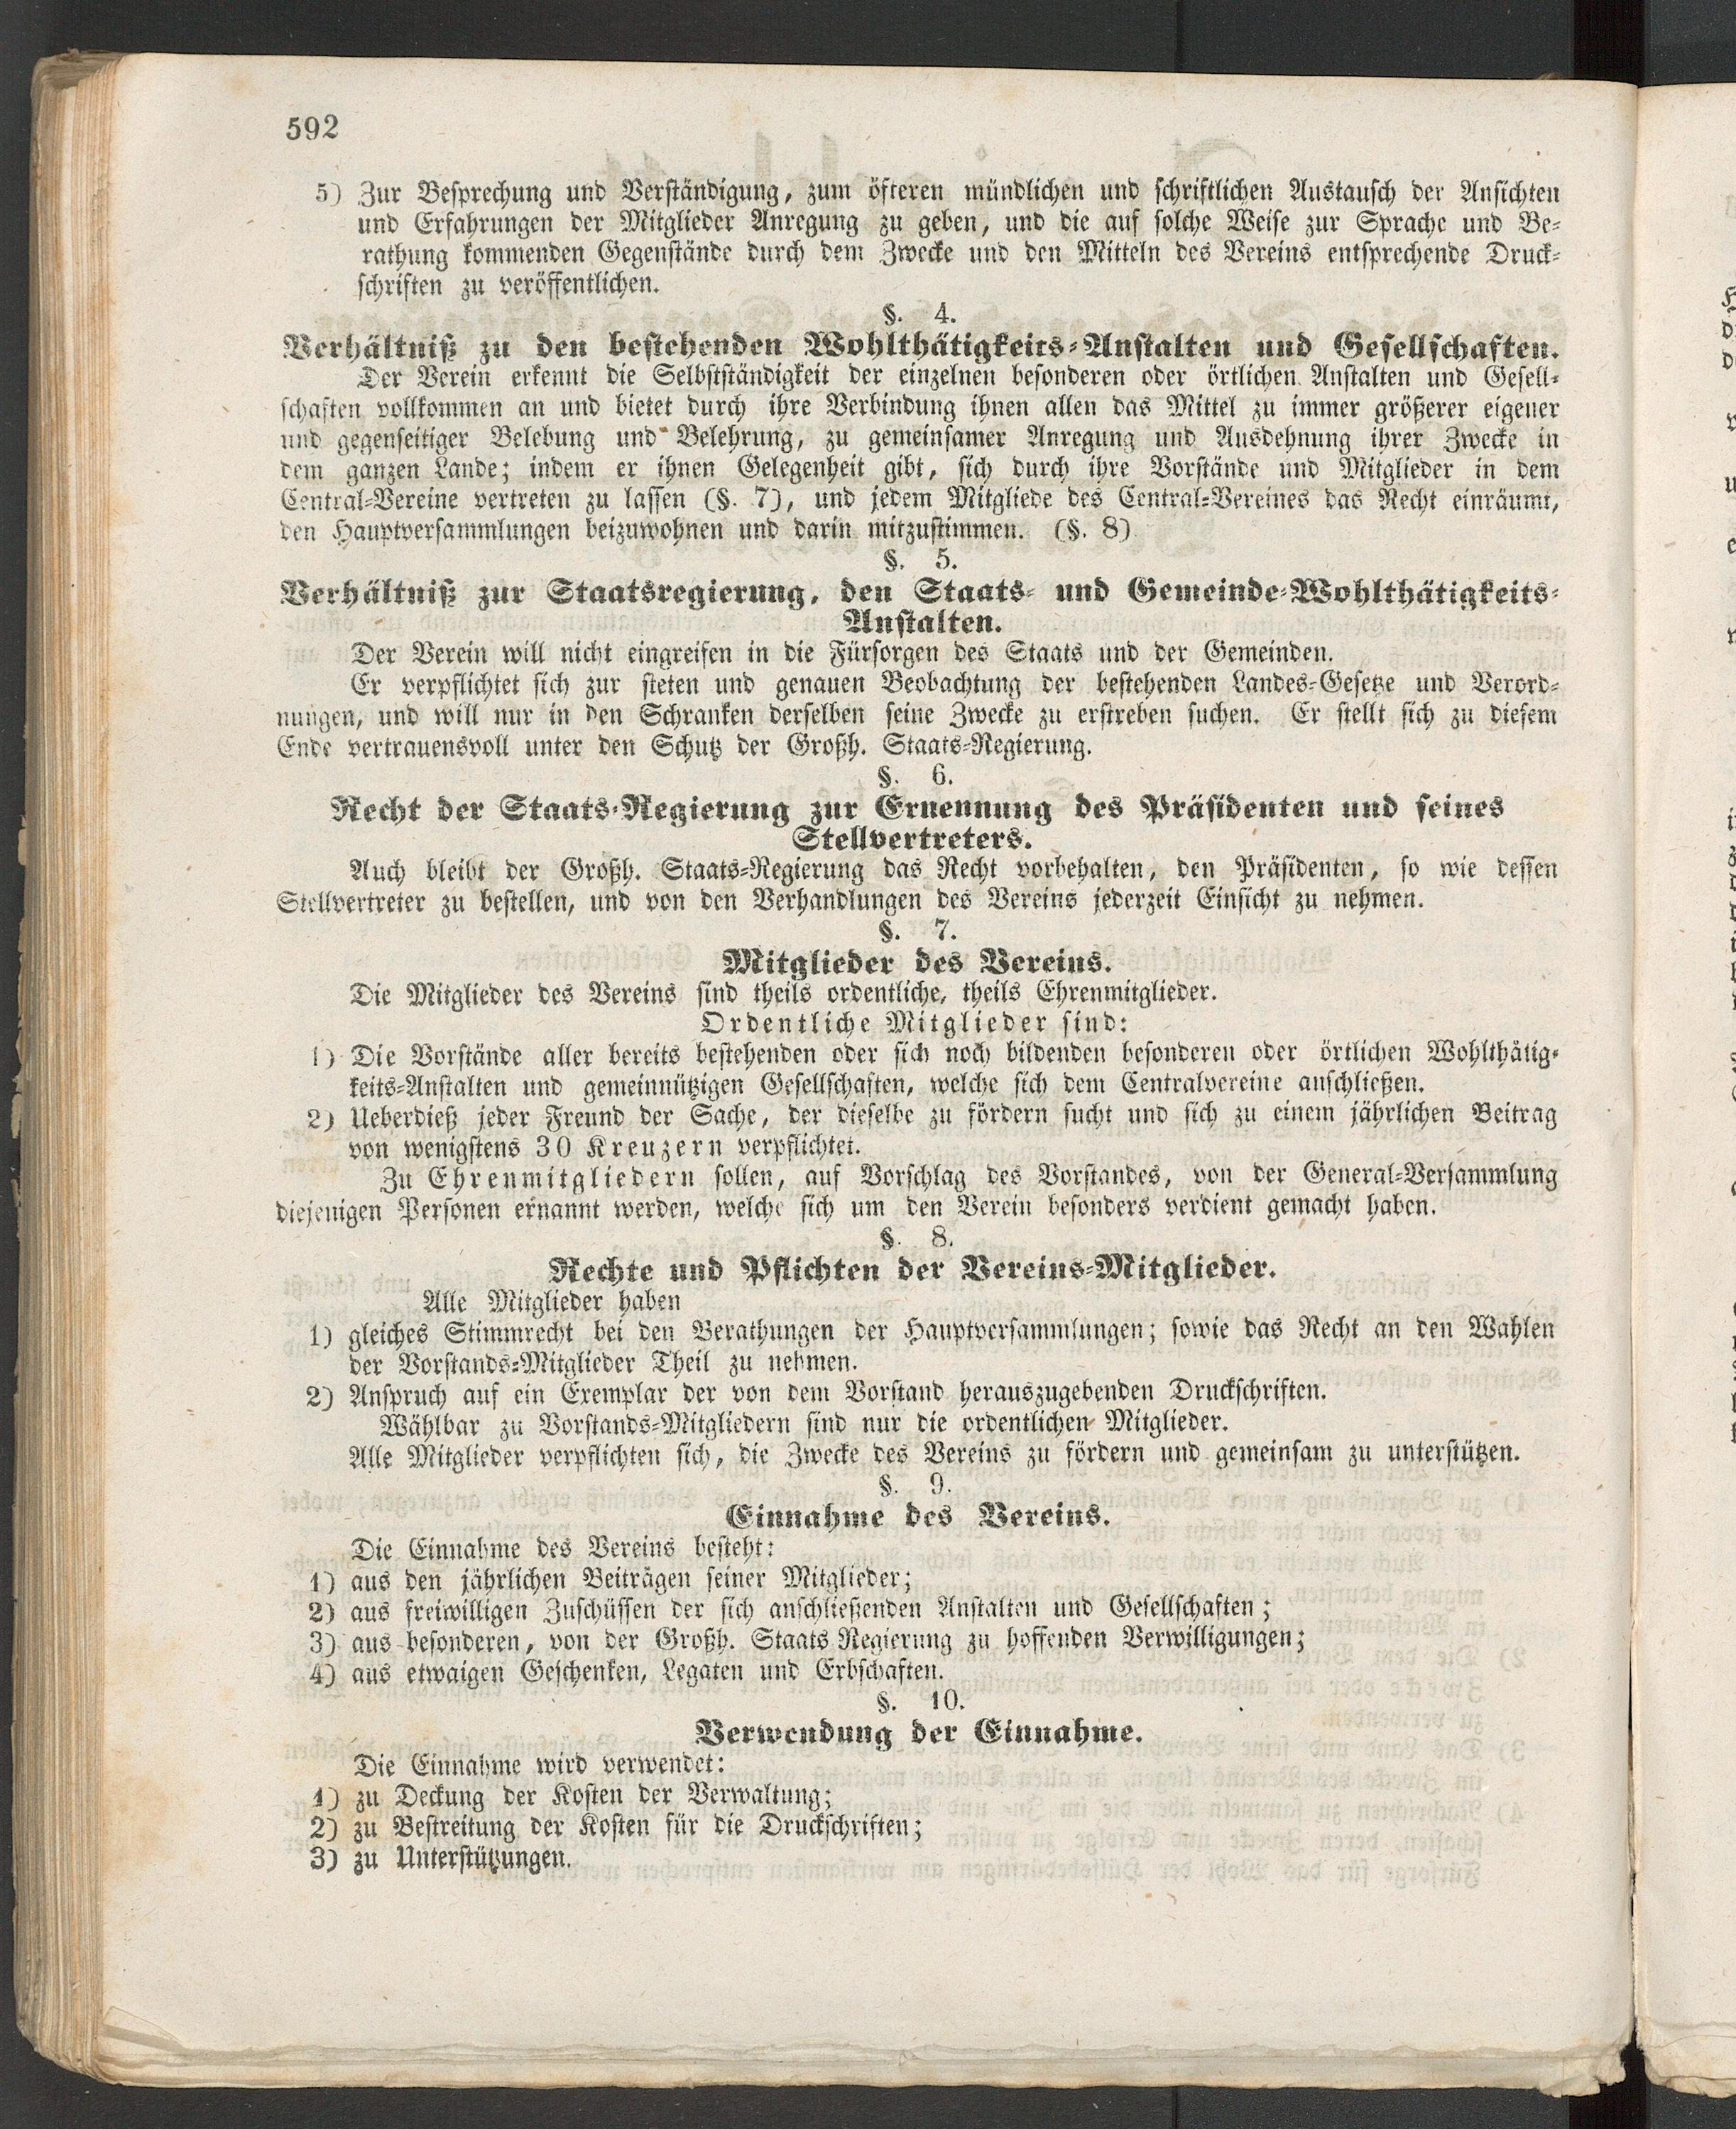 592
5) Zur Besprechung und Verständigung, zum öfteren mündlichen und schriftlichen Austausch der Ansichten
und Erfahrungen der Mitglieder Anregung zu geben, und die auf solche Weise zur Sprache und Be-
rathung kommenden Gegenstände durch dem Zwecke und den Mitteln des Vereins entsprechende Druck-
schriften zu veröffentlichen.
§. 4.
Verhältniß zu den bestehenden Wohlthätigkeits-Anstalten und Gesellschaften.
Der Verein erkennt die Selbstständigkeit der einzelnen besonderen oder örtlichen Anstalten und Gesell-
schaften vollkommen an und bietet durch ihre Verbindung ihnen allen das Mittel zu immer größerer eigener
und gegenseitiger Belebung und Belehrung, zu gemeinsamer Anregung und Ausdehnung ihrer Zwecke in
dem ganzen Lande; indem er ihnen Gelegenheit gibt, sich durch ihre Vorstände und Mitglieder in dem
Central-Vereine vertreten zu lassen (§. 7), und jedem Mitgliede des Central-Vereines das Recht einräumt,
den Hauptversammlungen beizuwohnen und darin mitzustimmen. (§. 8)
§. 5.
Verhältniß zur Staatsregierung, den Staats- und Gemeinde-Wohlthätigkeits-
Anstalten.
Der Verein will nicht eingreifen in die Fürsorgen des Staats und der Gemeinden.
Er verpflichtet sich zur steten und genauen Beobachtung der bestehenden Landes-Gesetze und Verord-
nungen, und will nur in den Schranken derselben seine Zwecke zu erstreben suchen. Er stellt sich zu diesem
Ende vertrauensvoll unter den Schutz der Großh. Staats-Regierung.
§. 6.
Recht der Staats-Regierung zur Ernennung des Präsidenten und seines
Stellvertreters.
Auch bleibt der Großh. Staats-Regierung das Recht vorbehalten, den Präsidenten, so wie dessen
Stellvertreter zu bestellen, und von den Verhandlungen des Vereins jederzeit Einsicht zu nehmen.
§. 7.
Mitglieder des Vereins.
Die Mitglieder des Vereins sind theils ordentliche, theils Ehrenmitglieder.
Ordentliche Mitglieder sind:
1) Die Vorstände aller bereits bestehenden oder sich noch bildenden besonderen oder örtlichen Wohlthätig-
keits-Anstalten und gemeinnützigen Gesellschaften, welche sich dem Centralvereine anschließen.
2) Ueberdieß jeder Freund der Sache, der dieselbe zu fördern sucht und sich zu einem jährlichen Beitrag
von wenigstens 30 Kreuzern verpflichtet.
Zu Ehrenmitgliedern sollen, auf Vorschlag des Vorstandes, von der General-Versammlung
diejenigen Personen ernannt werden, welche sich um den Verein besonders verdient gemacht haben.
§. 8.
Rechte und Pflichten der Vereins-Mitglieder.
Alle Mitglieder haben
1) gleiches Stimmrecht bei den Berathungen der Hauptversammlungen; sowie das Recht an den Wahlen
der Vorstands-Mitglieder Theil zu nehmen.
2) Anspruch auf ein Exemplar der von dem Vorstand herauszugebenden Druckschriften.
Wählbar zu Vorstands-Mitgliedern sind nur die ordentlichen Mitglieder.
Alle Mitglieder verpflichten sich, die Zwecke des Vereins zu fördern und gemeinsam zu unterstützen.
§. 9.
Einnahme des Vereins.
Die Einnahme des Vereins besteht:
1) aus den jährlichen Beiträgen seiner Mitglieder;
2) aus freiwilligen Zuschüssen der sich anschließenden Anstalten und Gesellschaften;
3) aus besonderen, von der Großh. Staats Regierung zu hoffenden Verwilligungen;
4) aus etwaigen Geschenken, Legaten und Erbschaften.
§. 10.
Verwendung der Einnahme.
Die Einnahme wird verwendet:
1) zu Deckung der Kosten der Verwaltung;
2) zu Bestreitung der Kosten für die Druckschriften;
3) zu Unterstützungen.